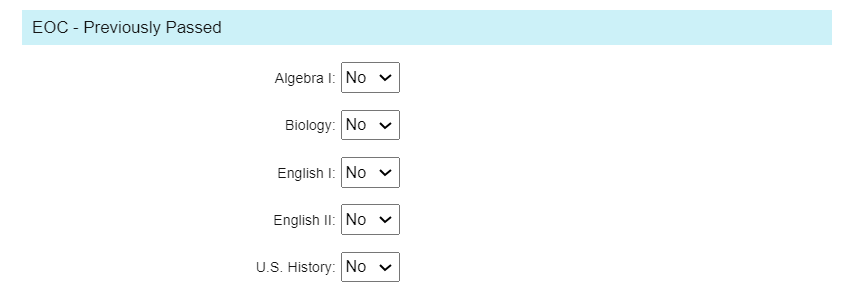 EOC - Previously Passed
Algebra I: No
Biology: No
English I: No
English II: No
U.S. History: No